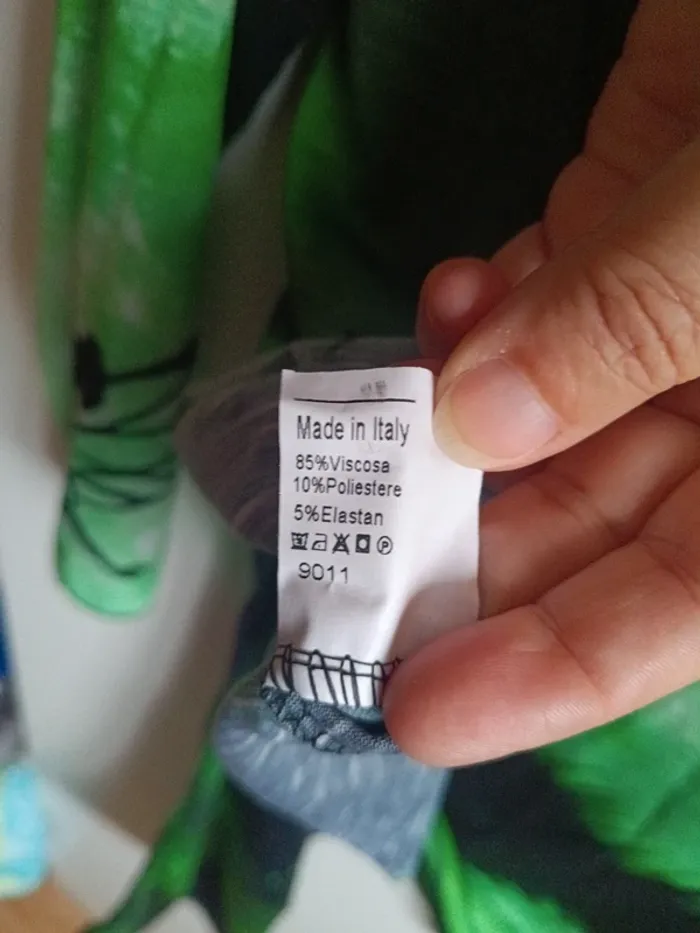 Made in Italy
85%Viscosa
10%Poliestere
5%Elastan
9011